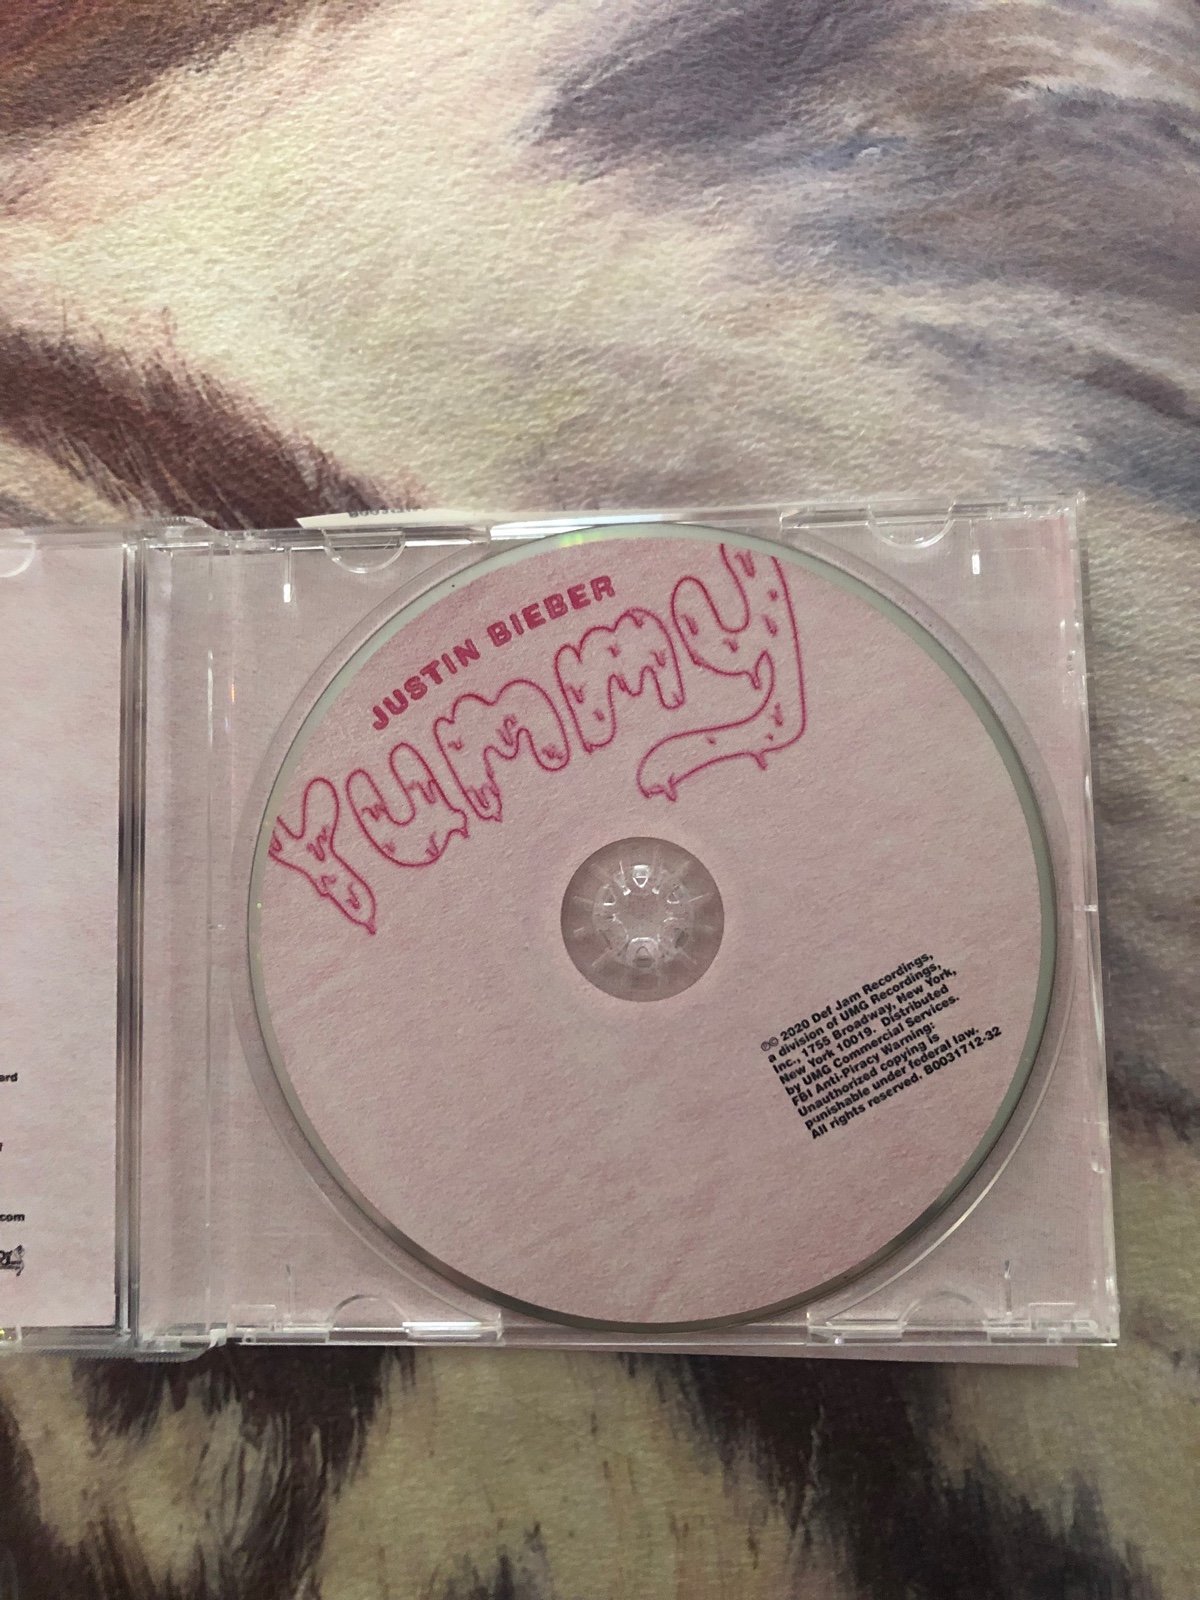 JUSTIN BIEBER
YUMMY
℗© 2020 Def Jam Recordings,
a division of UMG Recordings,
Inc., 1755 Broadway, New York,
New York 10019. Distributed
by UMG Commercial Services.
FBI Anti-Piracy Warning:
Unauthorized copying is
punishable under federal law.
All rights reserved. B0031712-32
ard
.com